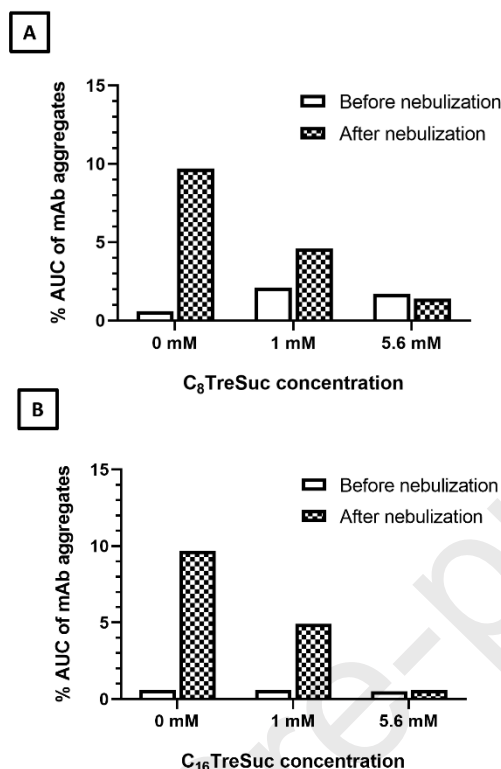 A
15
10
5
0
% AUC of mAb aggregates
Before nebulization
After nebulization
0 mM 1 mM 5.6 mM
C₈TreSuc concentration
B
15
10
5
0
% AUC of mAb aggregates
Before nebulization
After nebulization
0 mM 1 mM 5.6 mM
C₁₆TreSuc concentration
re-p